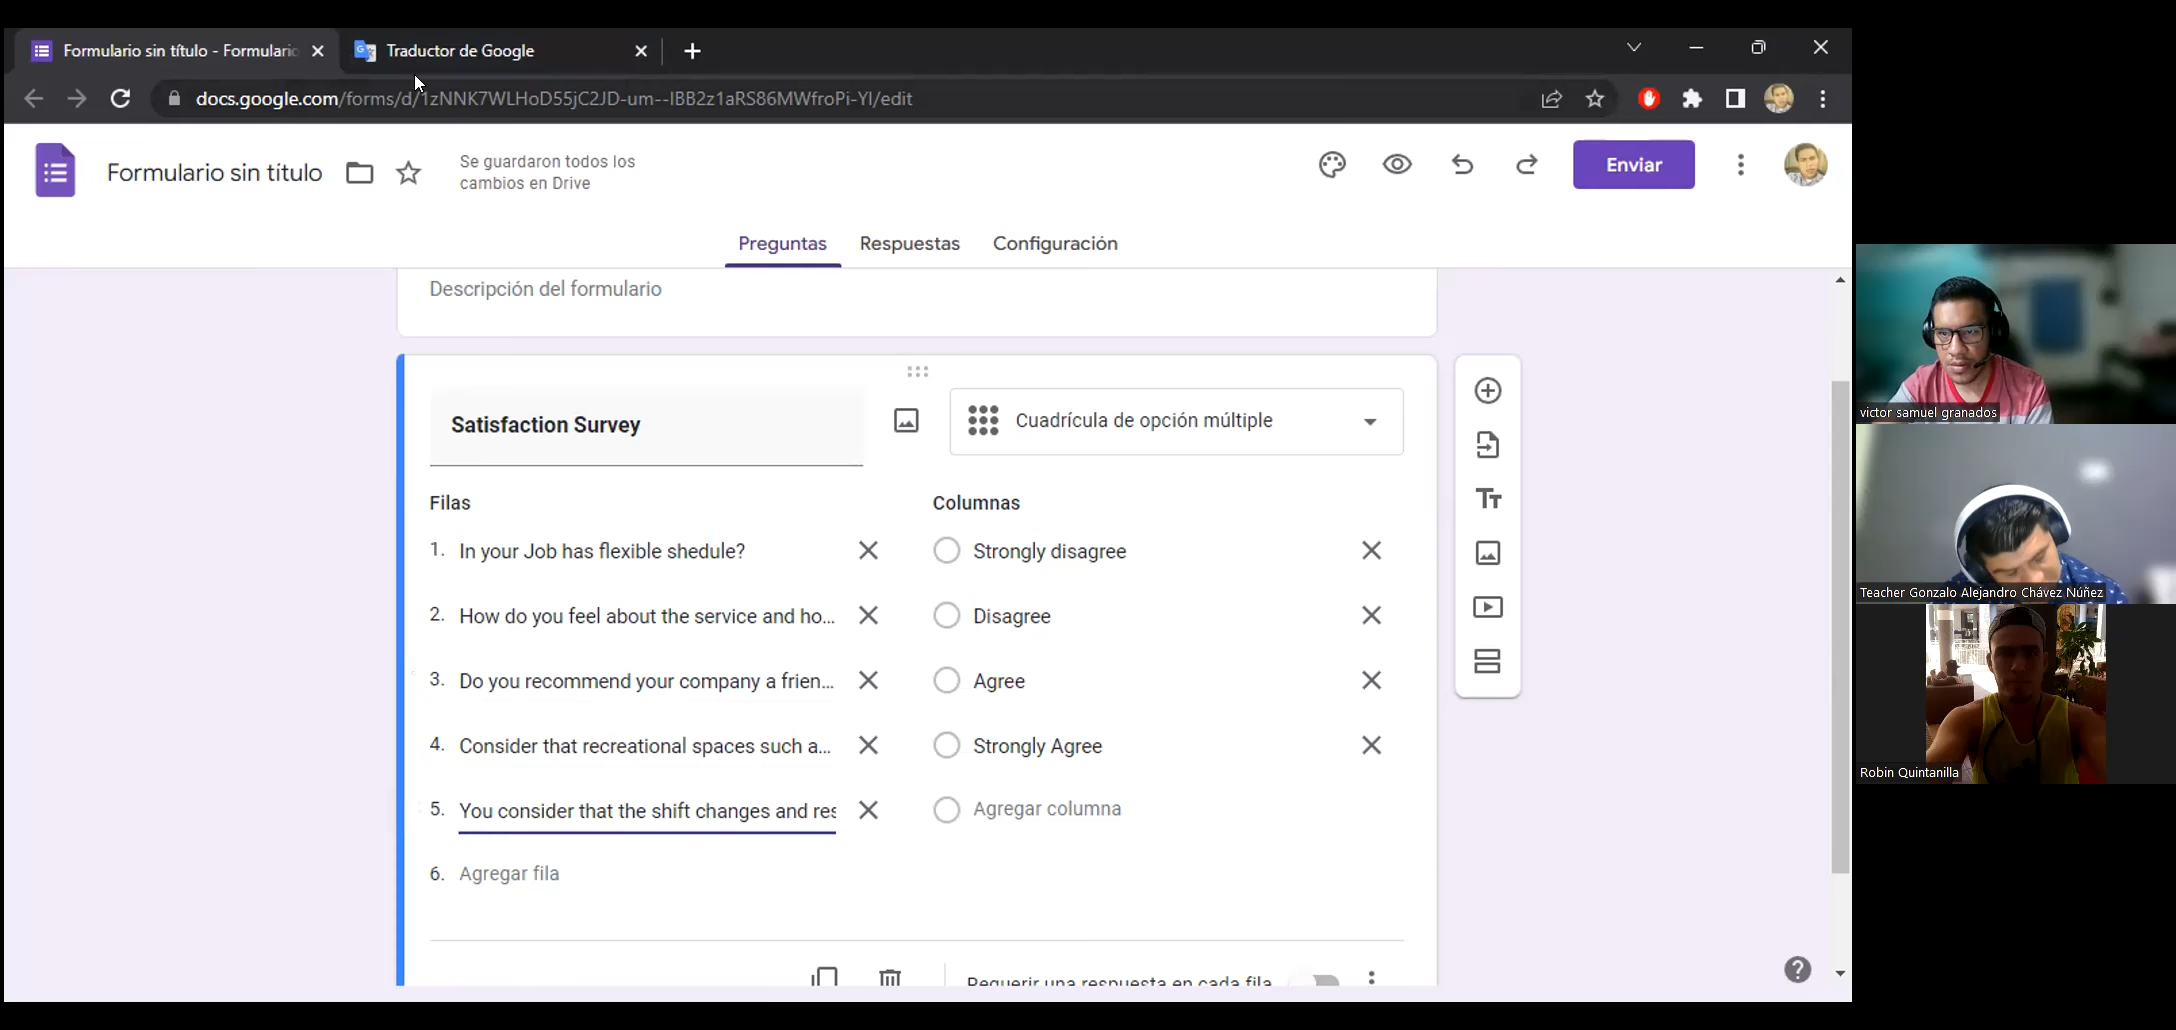 Formulario sin título - Formulario
Traductor de Google
docs.google.com/forms/d/1zNNK7WLHoD55jC2JD-um--IBB2z1aRS86MWfroPi-YI/edit
Formulario sin título
Se guardaron todos los
cambios en Drive
Enviar
Preguntas
Respuestas
Configuración
Descripción del formulario
Satisfaction Survey
Cuadrícula de opción múltiple
Filas
Columnas
1. In your Job has flexible shedule?
Strongly disagree
2. How do you feel about the service and ho...
Disagree
3. Do you recommend your company a frien...
Agree
4. Consider that recreational spaces such a...
Strongly Agree
5. You consider that the shift changes and res
Agregar columna
6. Agregar fila
Requerir una respuesta en cada fila
victor samuel granados
Teacher Gonzalo Alejandro Chávez Núñez
Robin Quintanilla